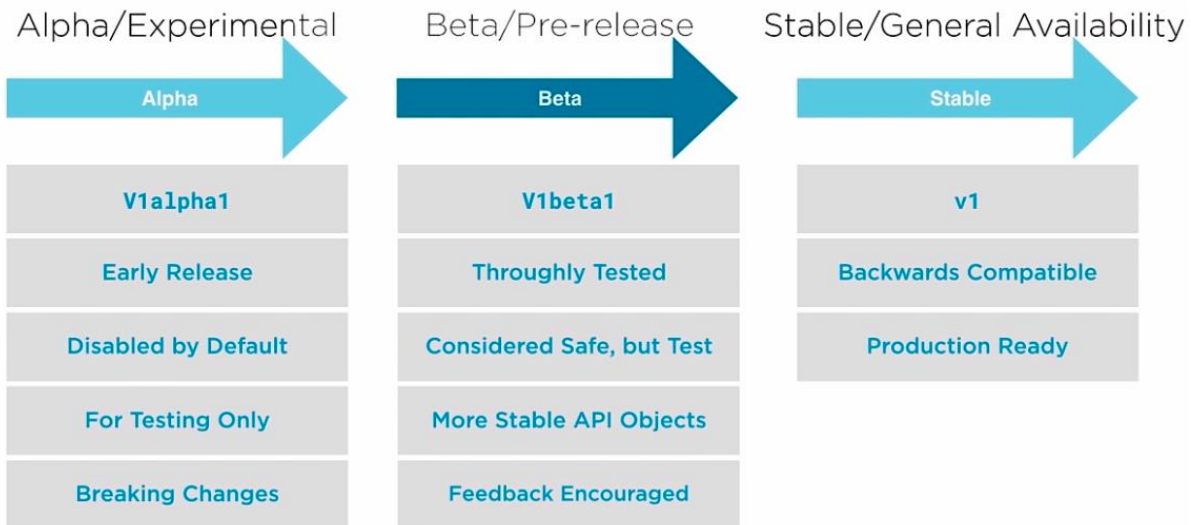 Alpha/Experimental
Alpha
V1alpha1
Early Release
Disabled by Default
For Testing Only
Breaking Changes
Beta/Pre-release
Beta
V1beta1
Throughly Tested
Considered Safe, but Test
More Stable API Objects
Feedback Encouraged
Stable/General Availability
Stable
v1
Backwards Compatible
Production Ready